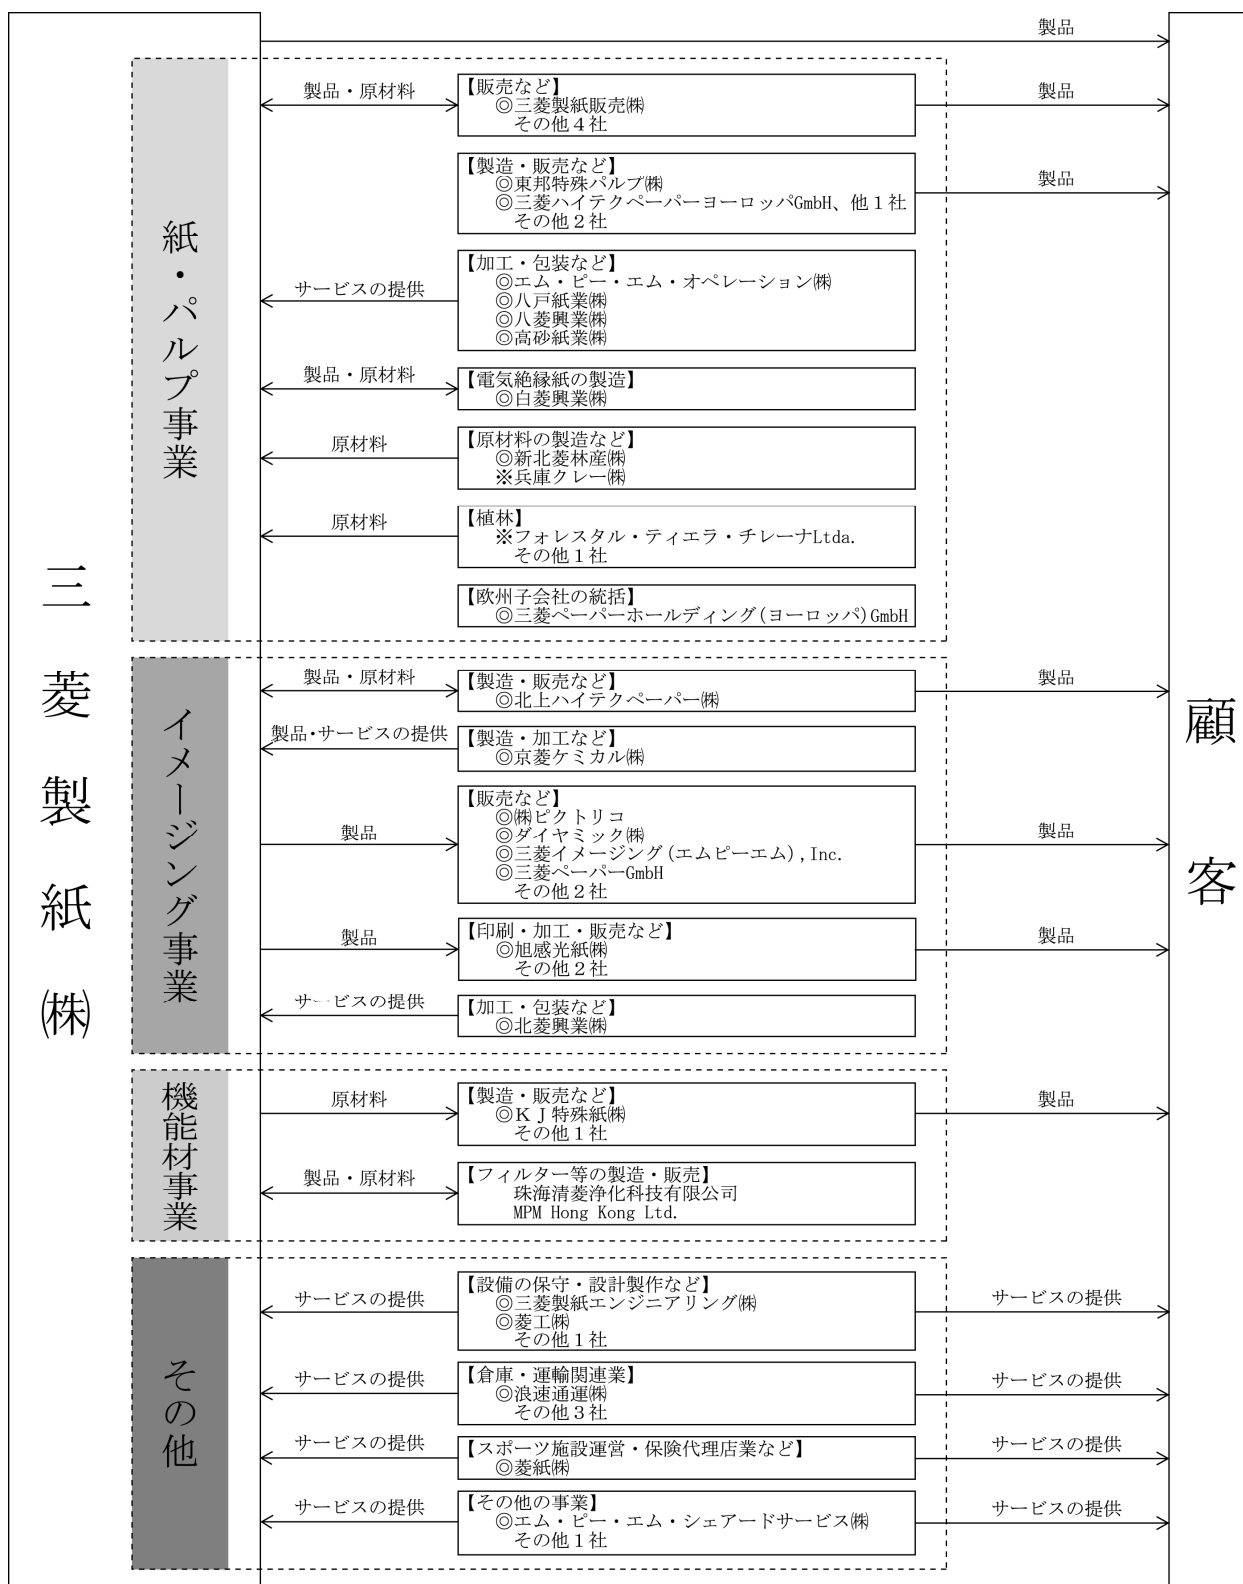 三菱製紙㈱
顧客
製品
紙・パルプ事業
製品・原材料
【販売など】
◎三菱製紙販売㈱
その他４社
製品
【製造・販売など】
◎東邦特殊パルプ㈱
◎三菱ハイテクペーパーヨーロッパGmbH、他１社
その他２社
製品
サービスの提供
【加工・包装など】
◎エム・ピー・エム・オペレーション㈱
◎八戸紙業㈱
◎八菱興業㈱
◎高砂紙業㈱
製品・原材料
【電気絶縁紙の製造】
◎白菱興業㈱
原材料
【原材料の製造など】
◎新北菱林産㈱
※兵庫クレー㈱
原材料
【植林】
※フォレスタル・ティエラ・チレーナLtda.
その他１社
【欧州子会社の統括】
◎三菱ペーパーホールディング(ヨーロッパ)GmbH
イメージング事業
製品・原材料
【製造・販売など】
◎北上ハイテクペーパー㈱
製品
製品・サービスの提供
【製造・加工など】
◎京菱ケミカル㈱
製品
【販売など】
◎㈱ピクトリコ
◎ダイヤミック㈱
◎三菱イメージング(エムピーエム),Inc.
◎三菱ペーパーGmbH
その他２社
製品
製品
【印刷・加工・販売など】
◎旭感光紙㈱
その他２社
製品
サービスの提供
【加工・包装など】
◎北菱興業㈱
機能材事業
原材料
【製造・販売など】
◎ＫＪ特殊紙㈱
その他１社
製品
製品・原材料
【フィルター等の製造・販売】
珠海清菱浄化科技有限公司
MPM Hong Kong Ltd.
その他
サービスの提供
【設備の保守・設計製作など】
◎三菱製紙エンジニアリング㈱
◎菱工㈱
その他１社
サービスの提供
サービスの提供
【倉庫・運輸関連業】
◎浪速通運㈱
その他３社
サービスの提供
サービスの提供
【スポーツ施設運営・保険代理店業など】
◎菱紙㈱
サービスの提供
サービスの提供
【その他の事業】
◎エム・ピー・エム・シェアードサービス㈱
その他１社
サービスの提供